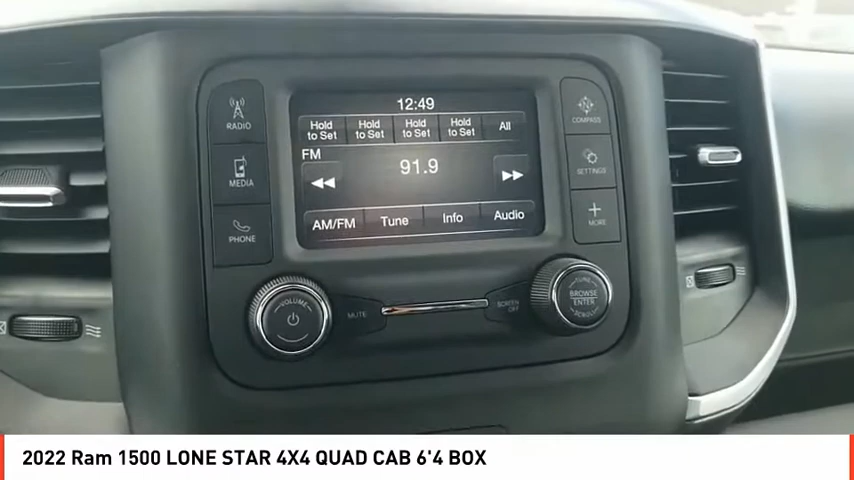 12:49
RADIO
Hold to Set
Hold to Set
Hold to Set
Hold to Set
All
COMPASS
FM
91.9
MEDIA
SETTINGS
PHONE
AM/FM
Tune
Info
Audio
MORE
VOLUME
MUTE
SCREEN OFF
TUNE
BROWSE
ENTER
SCROLL
2022 Ram 1500 LONE STAR 4X4 QUAD CAB 6'4 BOX